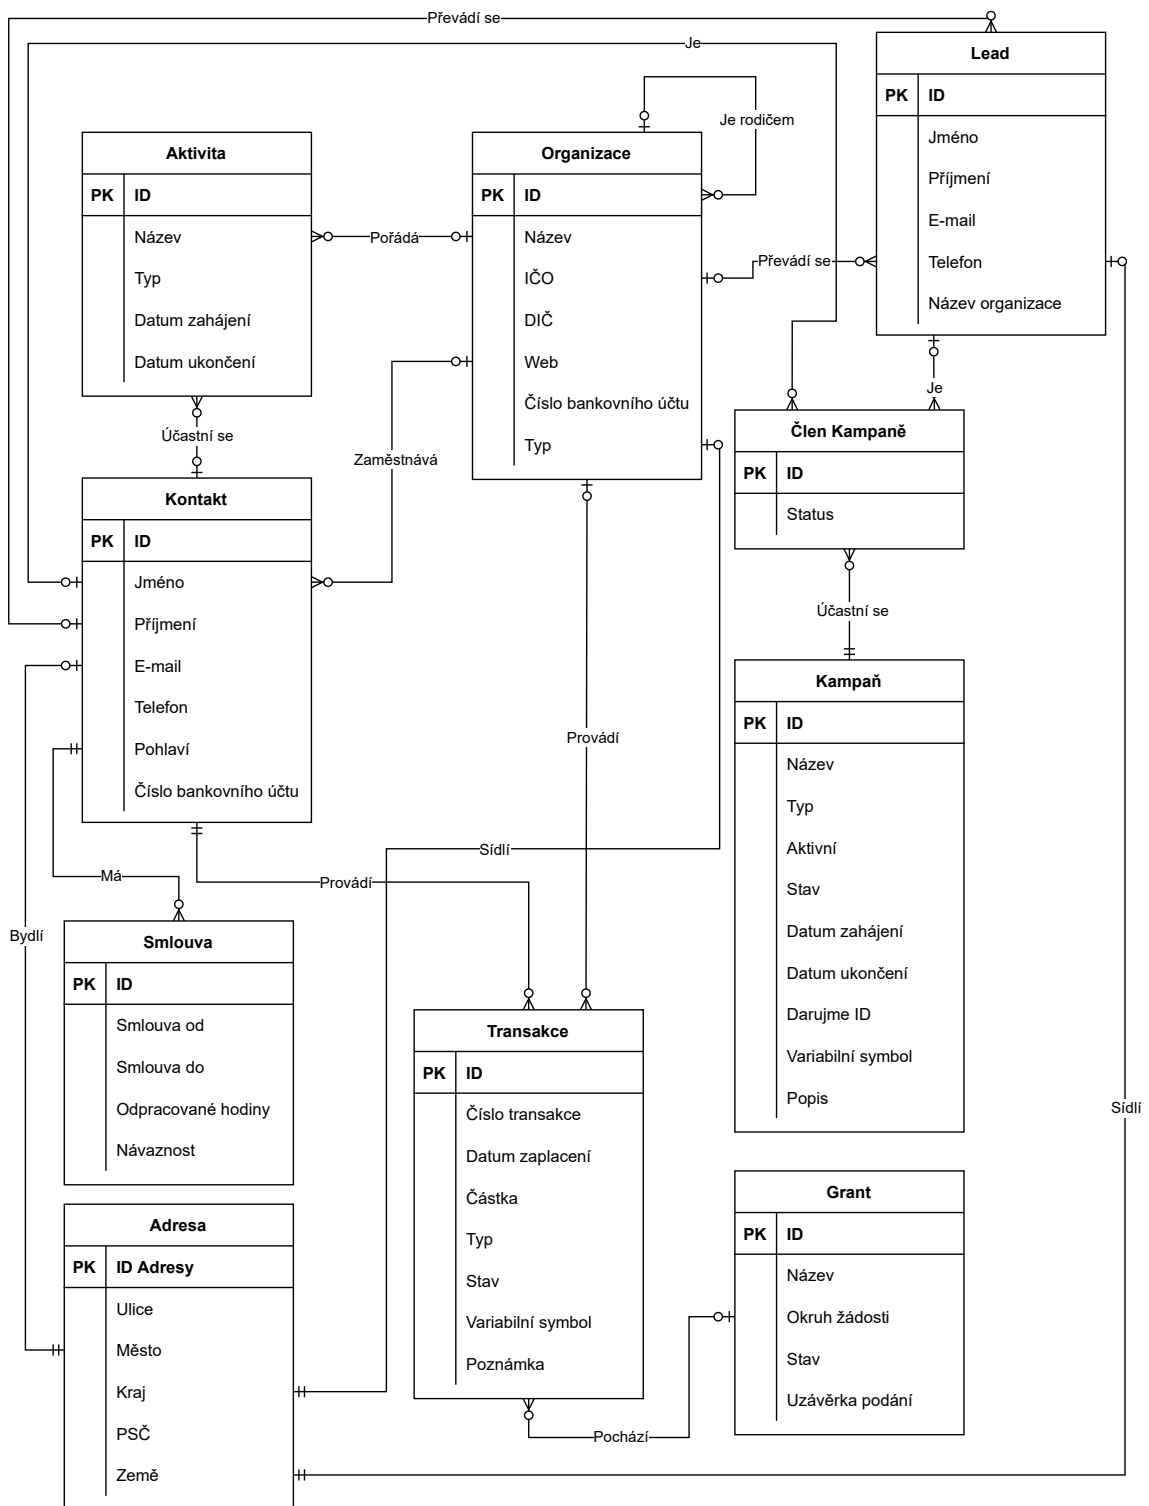 Převádí se
Je
Lead
PK ID
Jméno
Příjmení
E-mail
Telefon
Název organizace
Je rodičem
Aktivita
PK ID
Název
Typ
Datum zahájení
Datum ukončení
Pořádá
Organizace
PK ID
Název
IČO
DIČ
Web
Číslo bankovního účtu
Typ
Převádí se
Je
Účastní se
Zaměstnává
Člen Kampaně
PK ID
Status
Kontakt
PK ID
Jméno
Příjmení
E-mail
Telefon
Pohlaví
Číslo bankovního účtu
Účastní se
Kampaň
PK ID
Název
Typ
Aktivní
Stav
Datum zahájení
Datum ukončení
Darujme ID
Variabilní symbol
Popis
Provádí
Sídlí
Má
Provádí
Bydlí
Smlouva
PK ID
Smlouva od
Smlouva do
Odpracované hodiny
Návaznost
Transakce
PK ID
Číslo transakce
Datum zaplacení
Částka
Typ
Stav
Variabilní symbol
Poznámka
Sídlí
Grant
PK ID
Název
Okruh žádosti
Stav
Uzávěrka podání
Adresa
PK ID Adresy
Ulice
Město
Kraj
PSČ
Země
Pochází